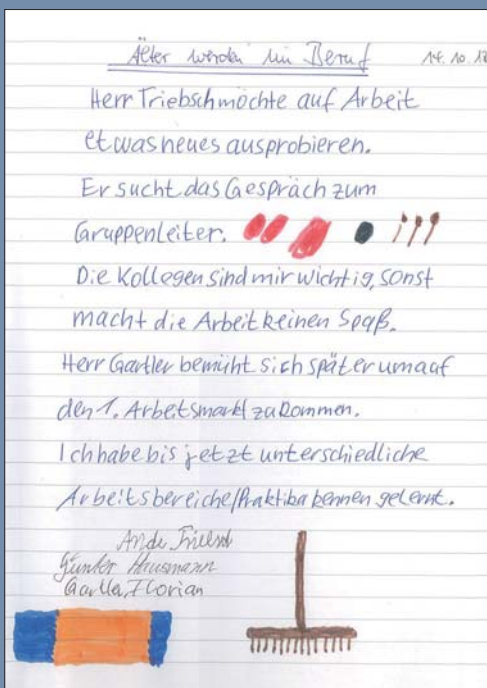 Älter werden im Beruf 14.10.18
Herr Triebsch möchte auf Arbeit
etwas neues ausprobieren.
Er sucht das Gespräch zum
Gruppenleiter.
Die Kollegen sind mir wichtig, sonst
macht die Arbeit keinen Spaß.
Herr Gartler bemüht sich später um auf
den 1. Arbeitsmarkt zu kommen.
Ich habe bis jetzt unterschiedliche
Arbeitsbereiche/Praktika kennen gelernt.
Günter Hausmann
Florian